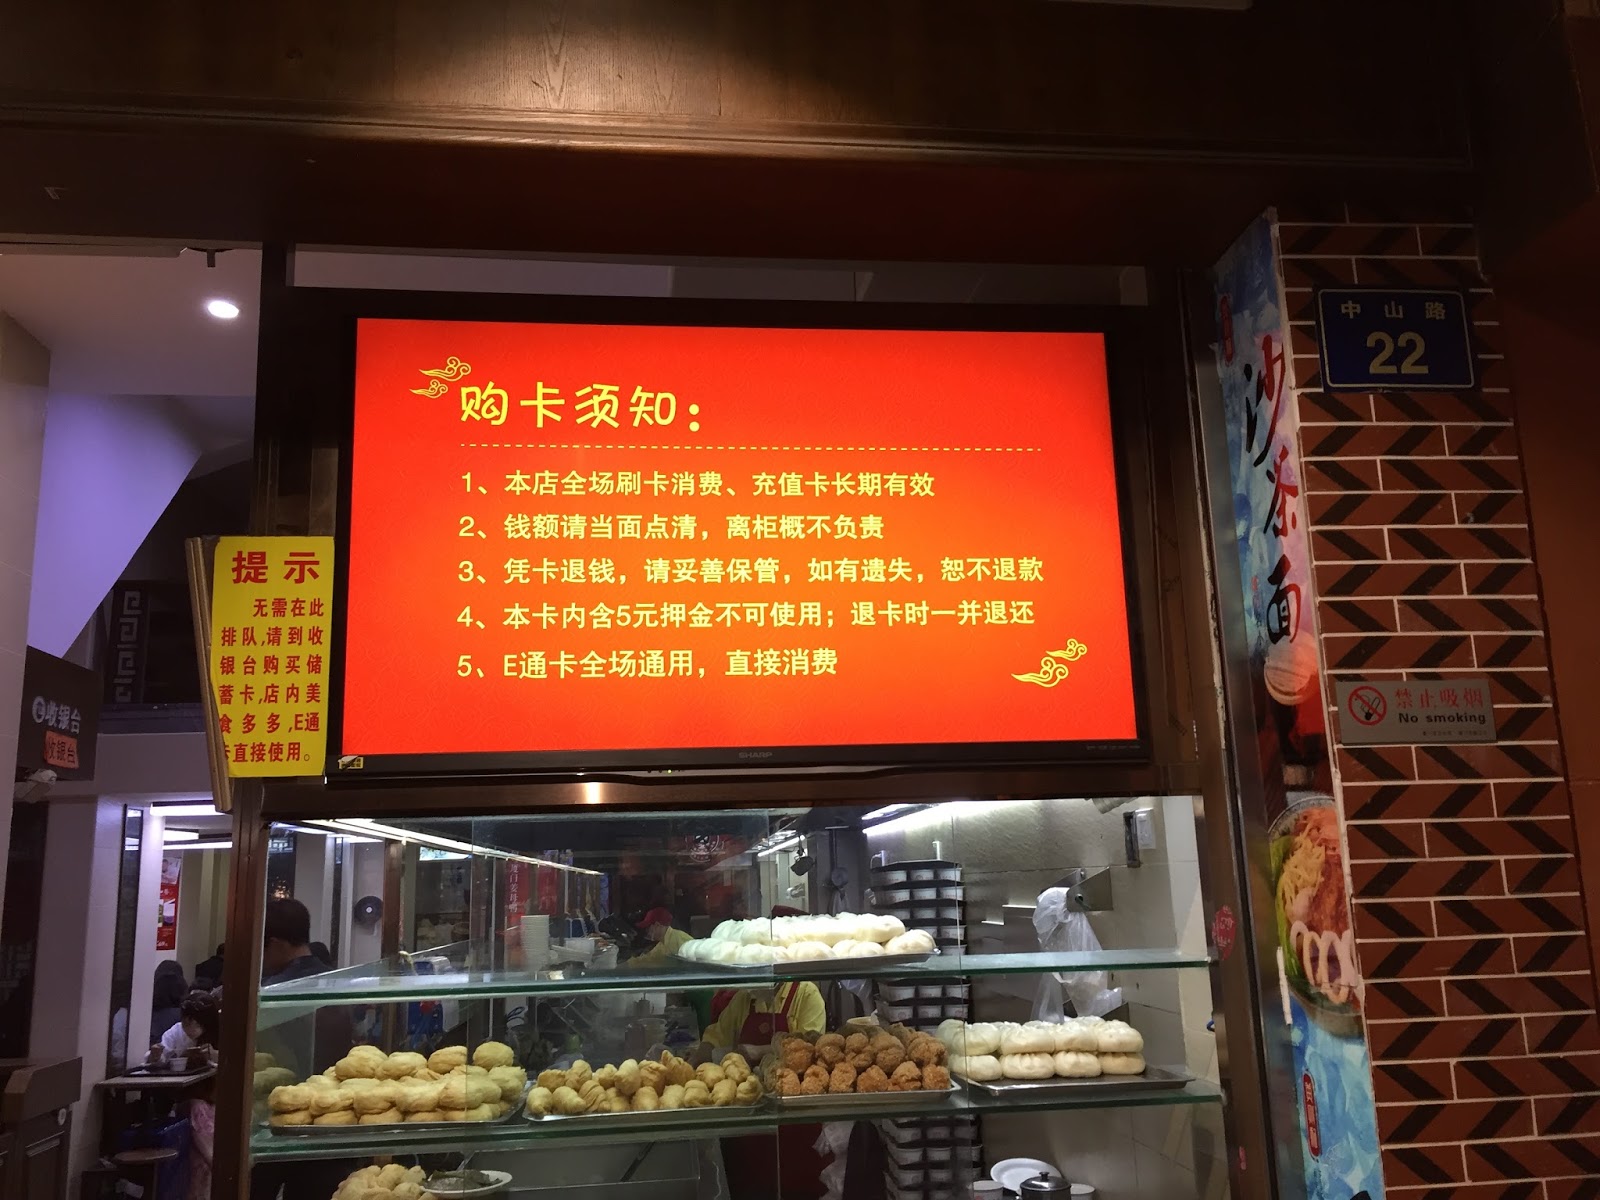 购卡须知：
1、本店全场刷卡消费、充值卡长期有效
2、钱额请当面点清，离柜概不负责
3、凭卡退钱，请妥善保管，如有遗失，恕不退款
4、本卡内含5元押金不可使用；退卡时一并退还
5、E通卡全场通用，直接消费
SHARP
提示
无需在此
排队,请到收
银台购买储
蓄卡,店内美
食多多,E通
卡直接使用。
收银台
收银台
中山路
22
沙茶面
禁止吸烟
No smoking